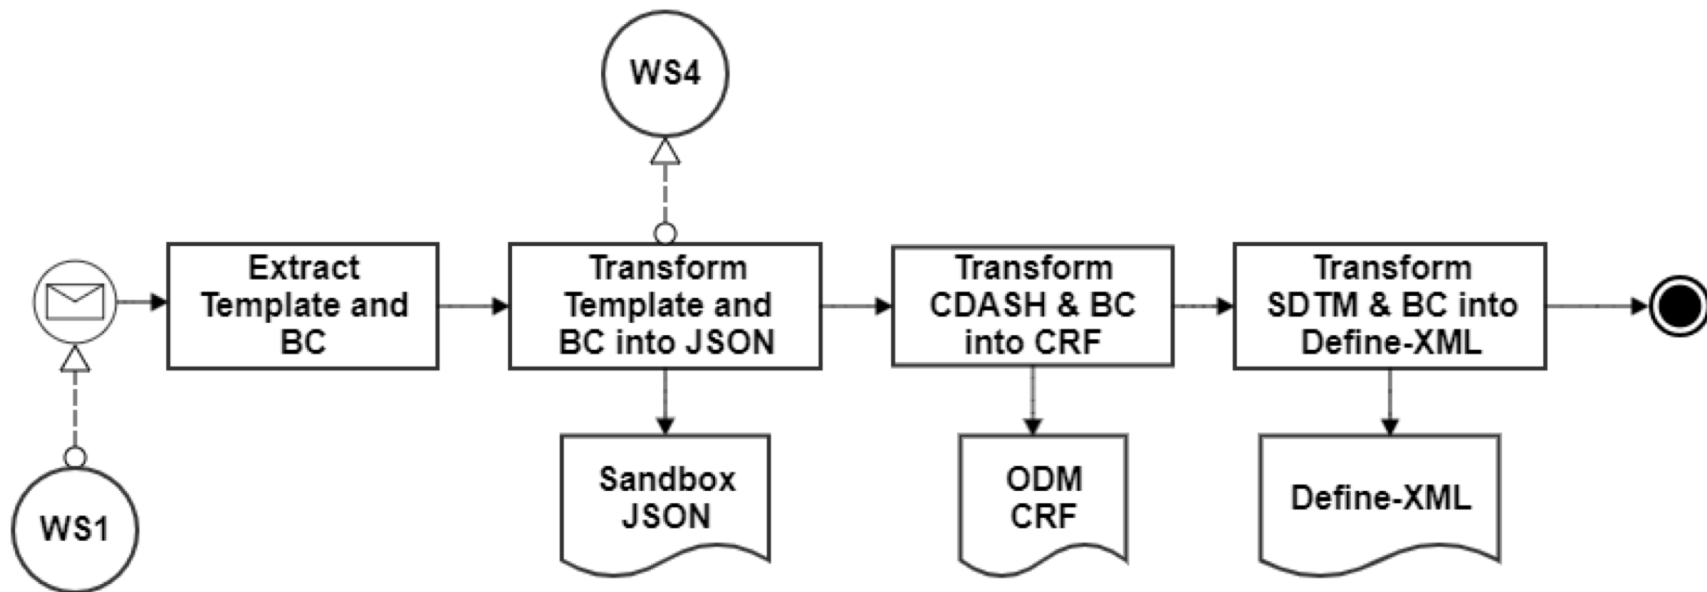 WS4
Extract
Template and
BC
Transform
Template and
BC into JSON
Transform
CDASH & BC
into CRF
Transform
SDTM & BC into
Define-XML
WS1
Sandbox
JSON
ODM
CRF
Define-XML